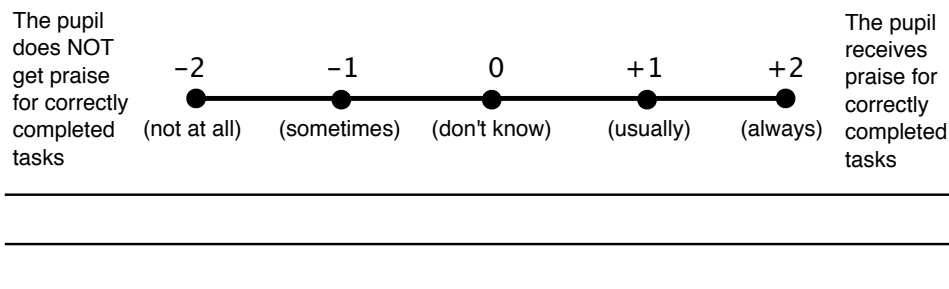 The pupil
does NOT
get praise
for correctly
completed
tasks
-2 -1 0 +1 +2
(not at all) (sometimes) (don't know) (usually) (always)
The pupil
receives
praise for
correctly
completed
tasks